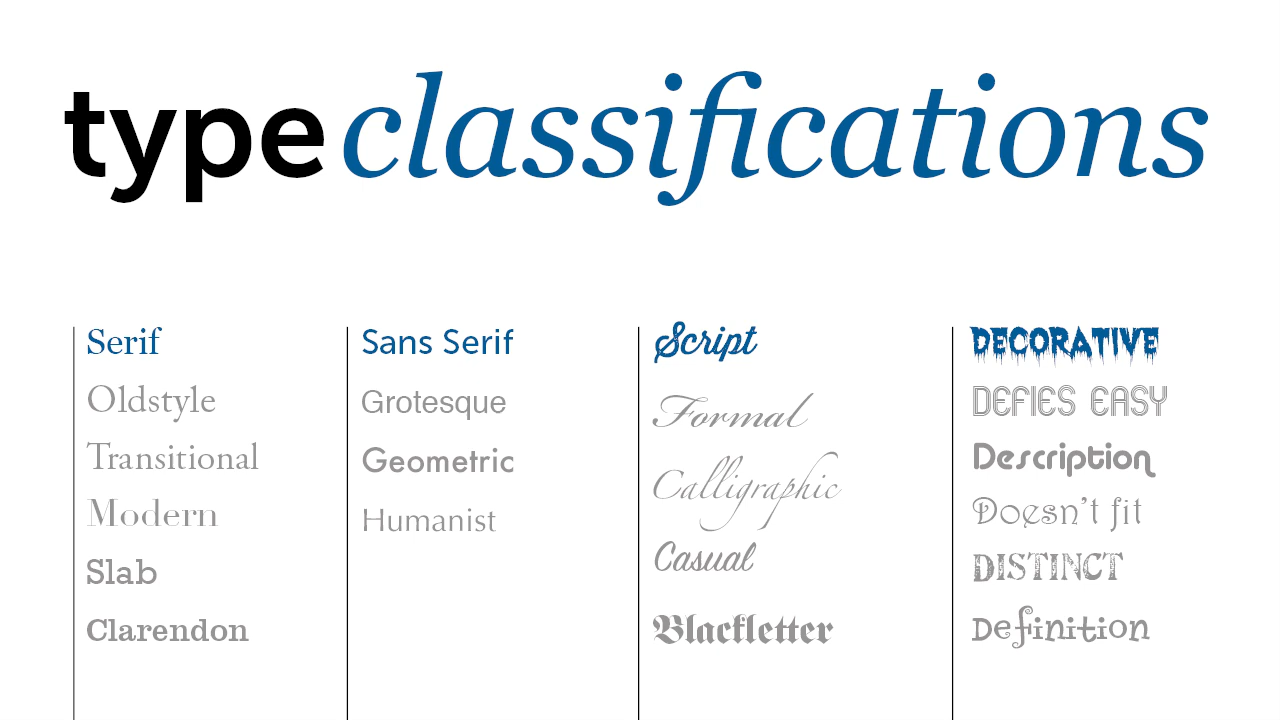 type classifications
Serif
Oldstyle
Transitional
Modern
Slab
Clarendon
Sans Serif
Grotesque
Geometric
Humanist
Script
Formal
Calligraphic
Casual
Blackletter
DECORATIVE
DEFIES EASY
Description
Doesn't fit
DISTINCT
Definition